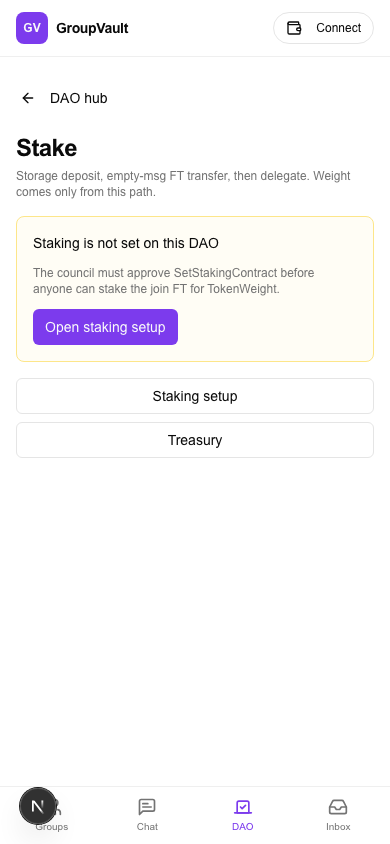 GV GroupVault Connect
DAO hub
Stake
Storage deposit, empty-msg FT transfer, then delegate. Weight
comes only from this path.
Staking is not set on this DAO
The council must approve SetStakingContract before
anyone can stake the join FT for TokenWeight.
Open staking setup
Staking setup
Treasury
N
Groups Chat DAO Inbox